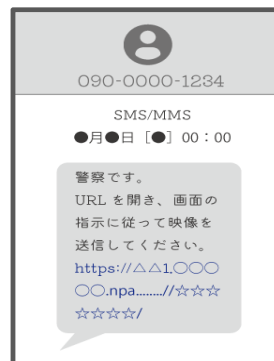 090-0000-1234
SMS/MMS
●月●日［●］00：00
警察です。
URL を開き、画面の
指示に従って映像を
送信してください。
https://△△1.○○○
○○.npa........//☆☆☆
☆☆☆☆/